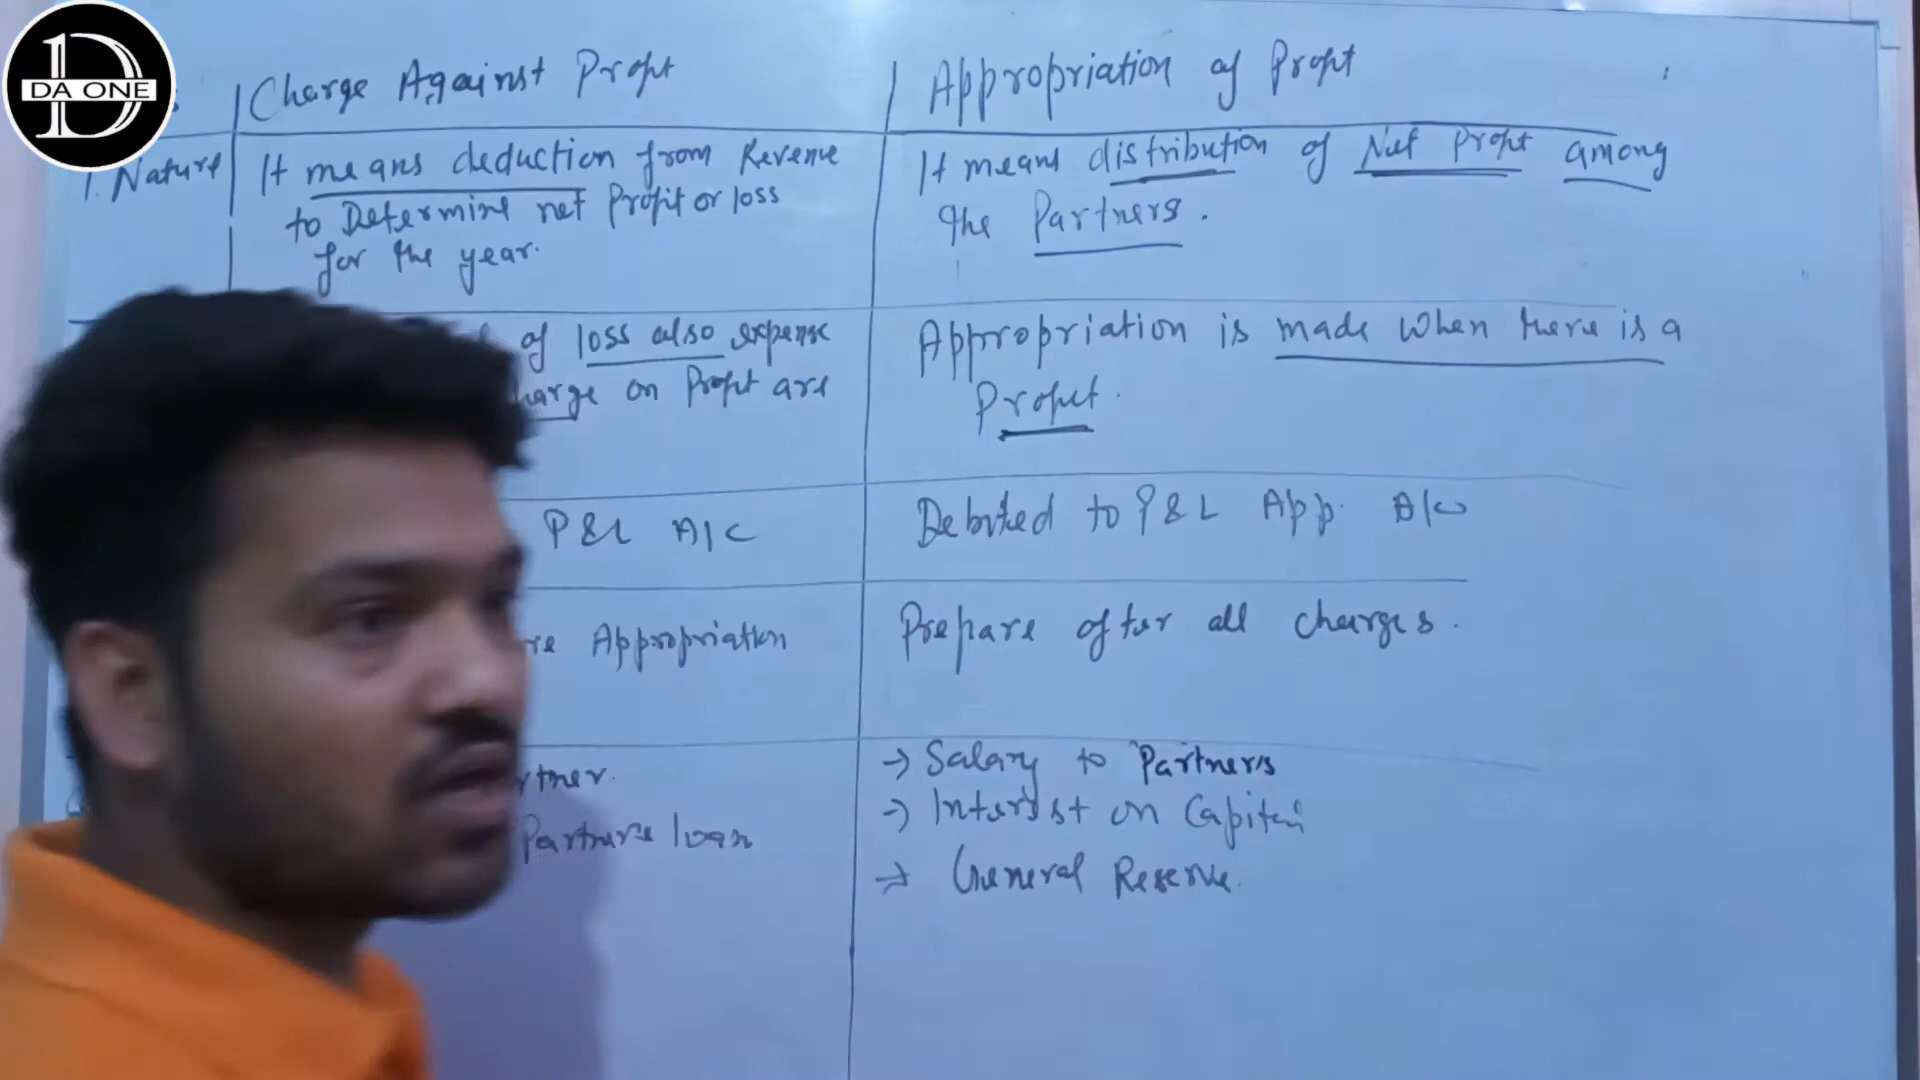 DA ONE
Charge Against Profit
Appropriation of Profit
1. Nature
It means deduction from Revenue
to Determine net Profit or loss
for the year.
It means distribution of Net Profit among
the Partners.
of loss also expense
on Profit are
Appropriation is made when there is a
Profit.
P&L A/C
Debited to P&L App. A/c
Appropriation
Prepare after all charges.
Partners loan
→ Salary to Partners
→ Interest on Capital
→ General Reserve.